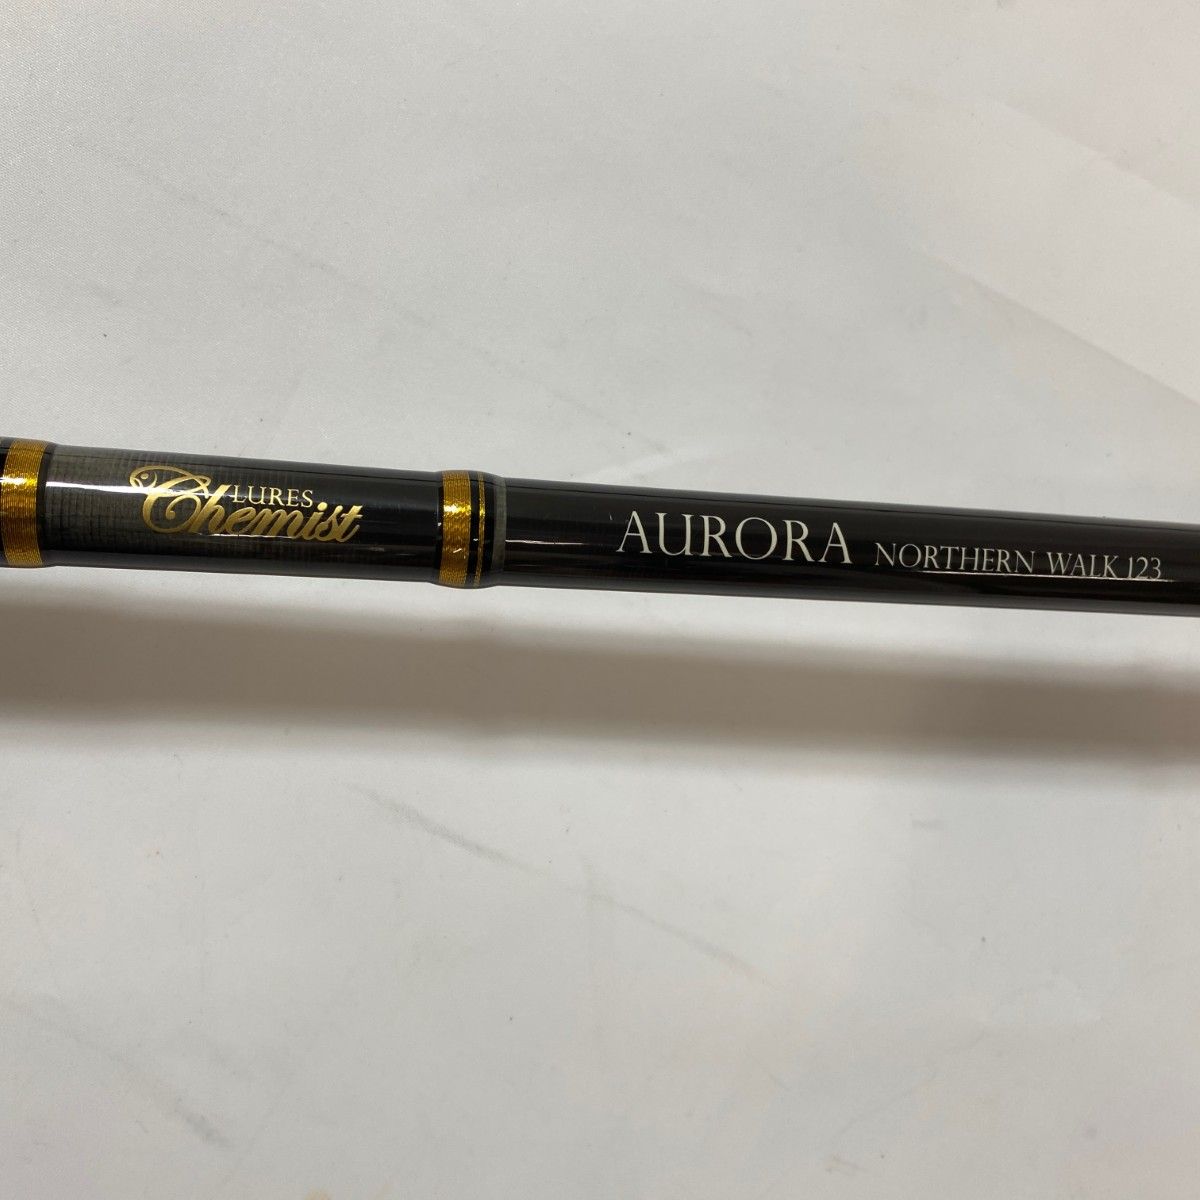 LURES
Chemist
AURORA NORTHERN WALK 123